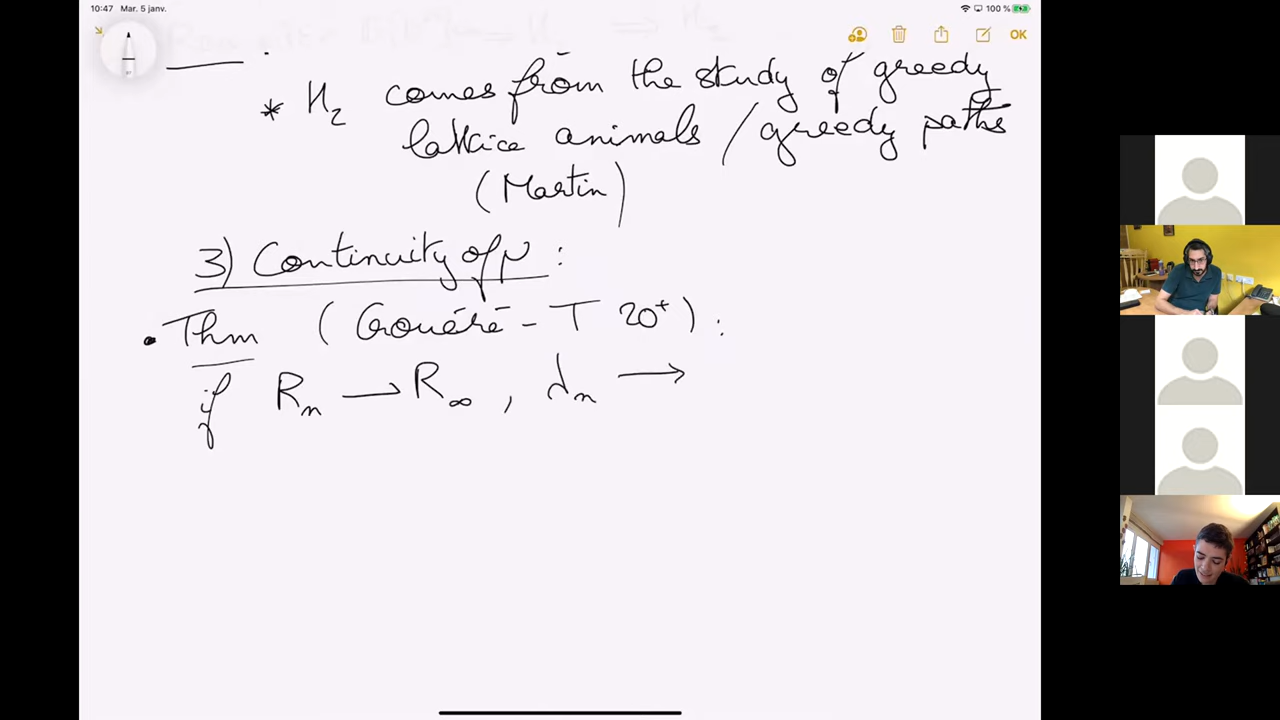 10:47 Mar. 5 janv.
100 %
OK
* H₂ comes from the study of greedy
lattice animals / greedy paths
(Martin)
3) Continuity of μ :
• Thm (Gouéré - T 20⁺) :
if Rₙ → R∞ , λₙ →